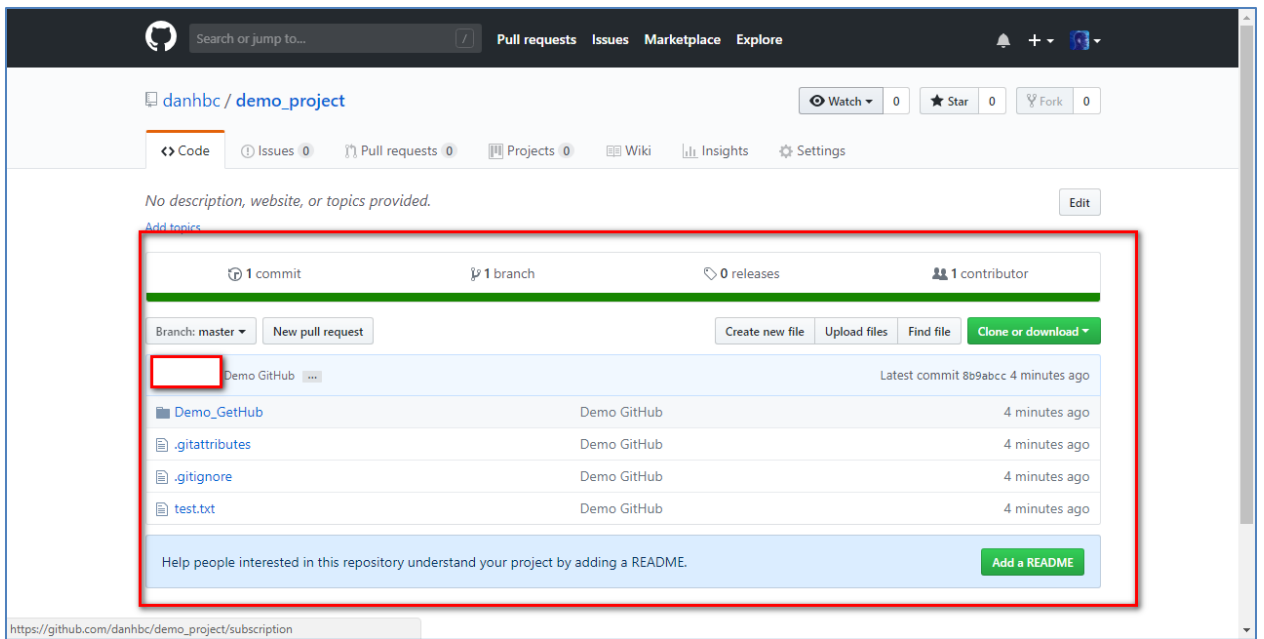 Search or jump to... / Pull requests Issues Marketplace Explore
danhbc / demo_project Watch 0 Star 0 Fork 0
Code Issues 0 Pull requests 0 Projects 0 Wiki Insights Settings
No description, website, or topics provided. Edit
Add topics
1 commit 1 branch 0 releases 1 contributor
Branch: master New pull request Create new file Upload files Find file Clone or download
Demo GitHub ... Latest commit 8b9abcc 4 minutes ago
Demo_GetHub Demo GitHub 4 minutes ago
.gitattributes Demo GitHub 4 minutes ago
.gitignore Demo GitHub 4 minutes ago
test.txt Demo GitHub 4 minutes ago
Help people interested in this repository understand your project by adding a README. Add a README
https://github.com/danhbc/demo_project/subscription